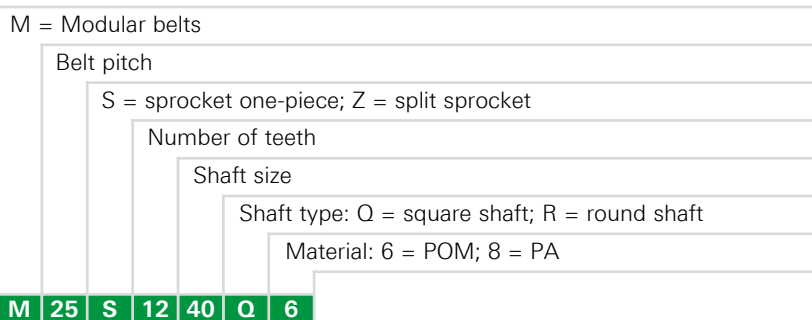 M = Modular belts
Belt pitch
S = sprocket one-piece; Z = split sprocket
Number of teeth
Shaft size
Shaft type: Q = square shaft; R = round shaft
Material: 6 = POM; 8 = PA
M 25 S 12 40 Q 6